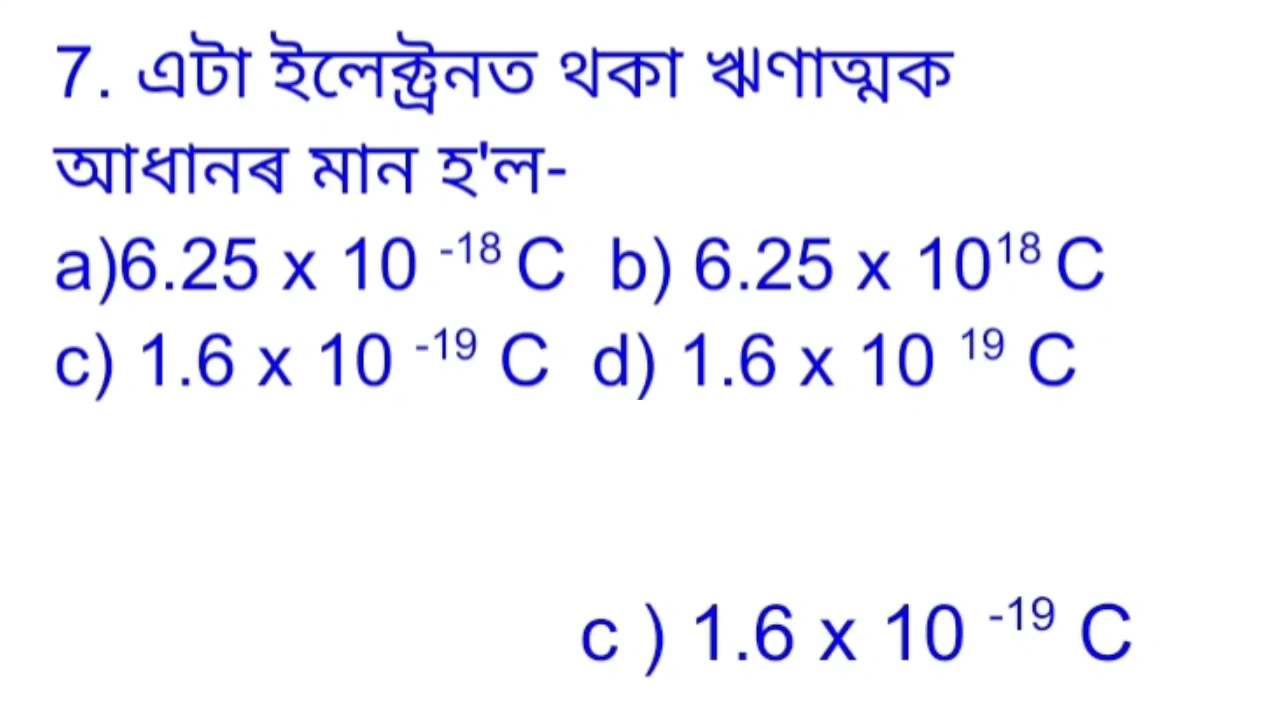 7. এটা ইলেক্ট্ৰনত থকা ঋণাত্মক
আধানৰ মান হ'ল-
a)6.25 x 10 ⁻¹⁸ C b) 6.25 x 10¹⁸ C
c) 1.6 x 10 ⁻¹⁹ C d) 1.6 x 10 ¹⁹ C
c ) 1.6 x 10 ⁻¹⁹ C